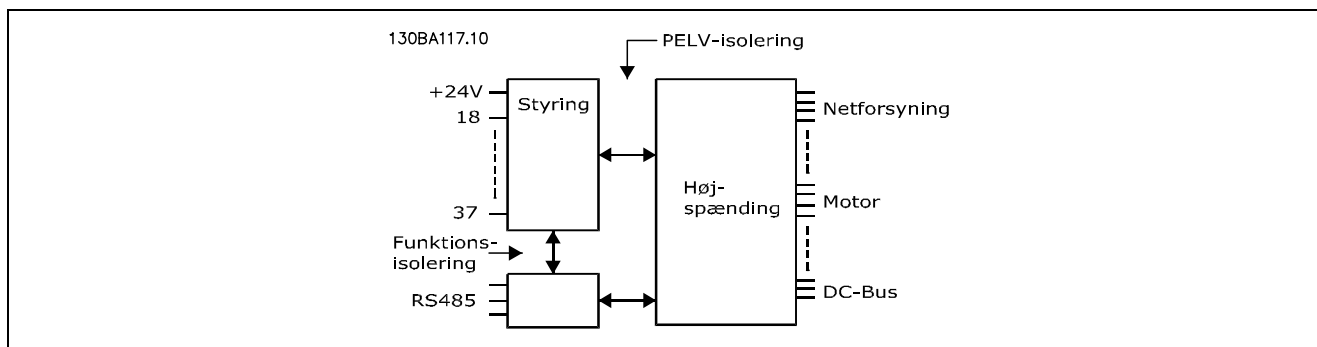 130BA117.10
PELV-isolering
+24V
Styring
18
Netforsyning
Høj-
spænding
37
Motor
Funktions-
isolering
RS485
DC-Bus